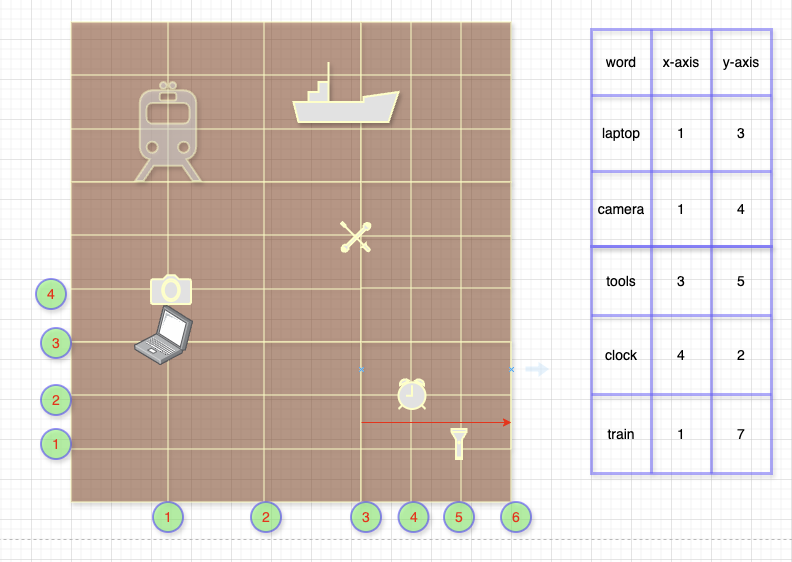 word x-axis y-axis
laptop 1 3
camera 1 4
tools 3 5
clock 4 2
train 1 7
4
3
2
1
1 2 3 4 5 6